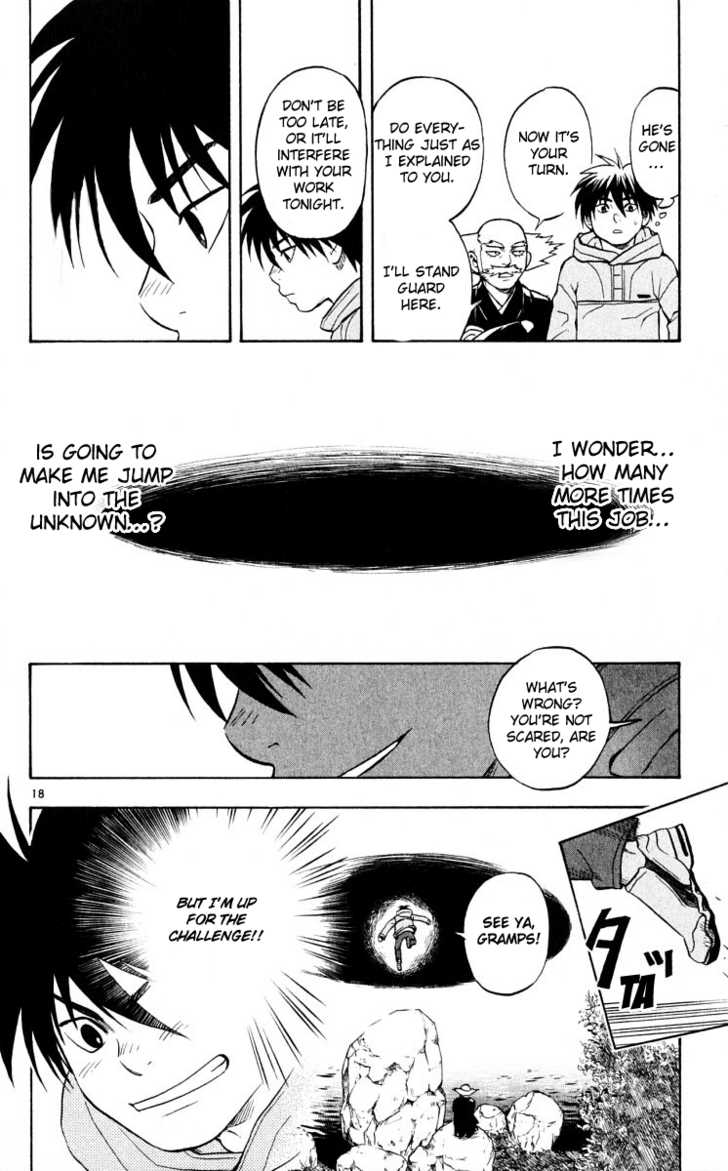 HE'S
GONE
...
NOW IT'S
YOUR
TURN.
DO EVERY-
THING JUST AS
I EXPLAINED
TO YOU.
I'LL STAND
GUARD
HERE.
DON'T BE
TOO LATE,
OR IT'LL
INTERFERE
WITH YOUR
WORK
TONIGHT.
I WONDER...
HOW MANY
MORE TIMES
THIS JOB...
IS GOING TO
MAKE ME JUMP
INTO THE
UNKNOWN...?
WHAT'S
WRONG?
YOU'RE NOT
SCARED, ARE
YOU?
18
タッ
TA
SEE YA,
GRAMPS!
BUT I'M UP
FOR THE
CHALLENGE!!